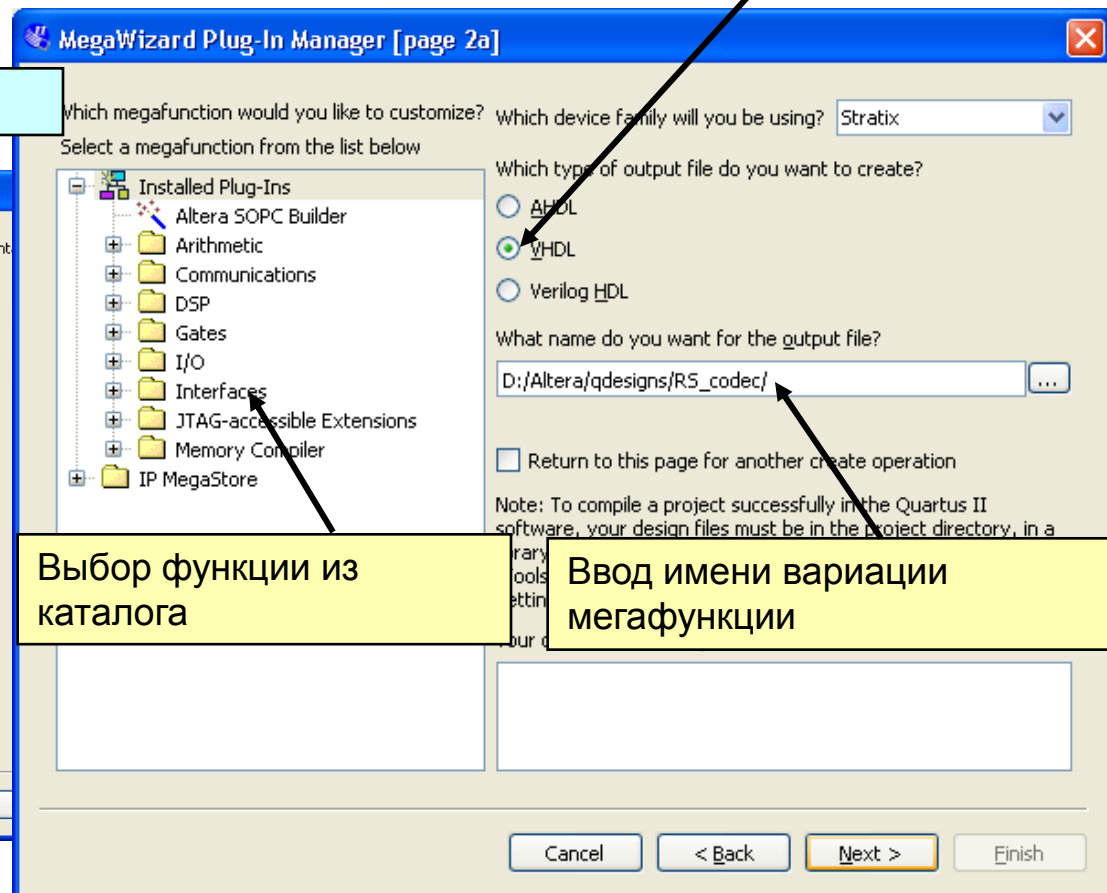 MegaWizard Plug-In Manager [page 2a]
Which megafunction would you like to customize?
Select a megafunction from the list below
Installed Plug-Ins
Altera SOPC Builder
Arithmetic
Communications
DSP
Gates
I/O
Interfaces
JTAG-accessible Extensions
Memory Compiler
IP MegaStore
Which device family will you be using?
Stratix
Which type of output file do you want to create?
AHDL
VHDL
Verilog HDL
What name do you want for the output file?
D:/Altera/qdesigns/RS_codec/
...
Return to this page for another create operation
Note: To compile a project successfully in the Quartus II
software, your design files must be in the project directory, in a
Выбор функции из
каталога
Ввод имени вариации
мегафункции
Cancel
< Back
Next >
Finish